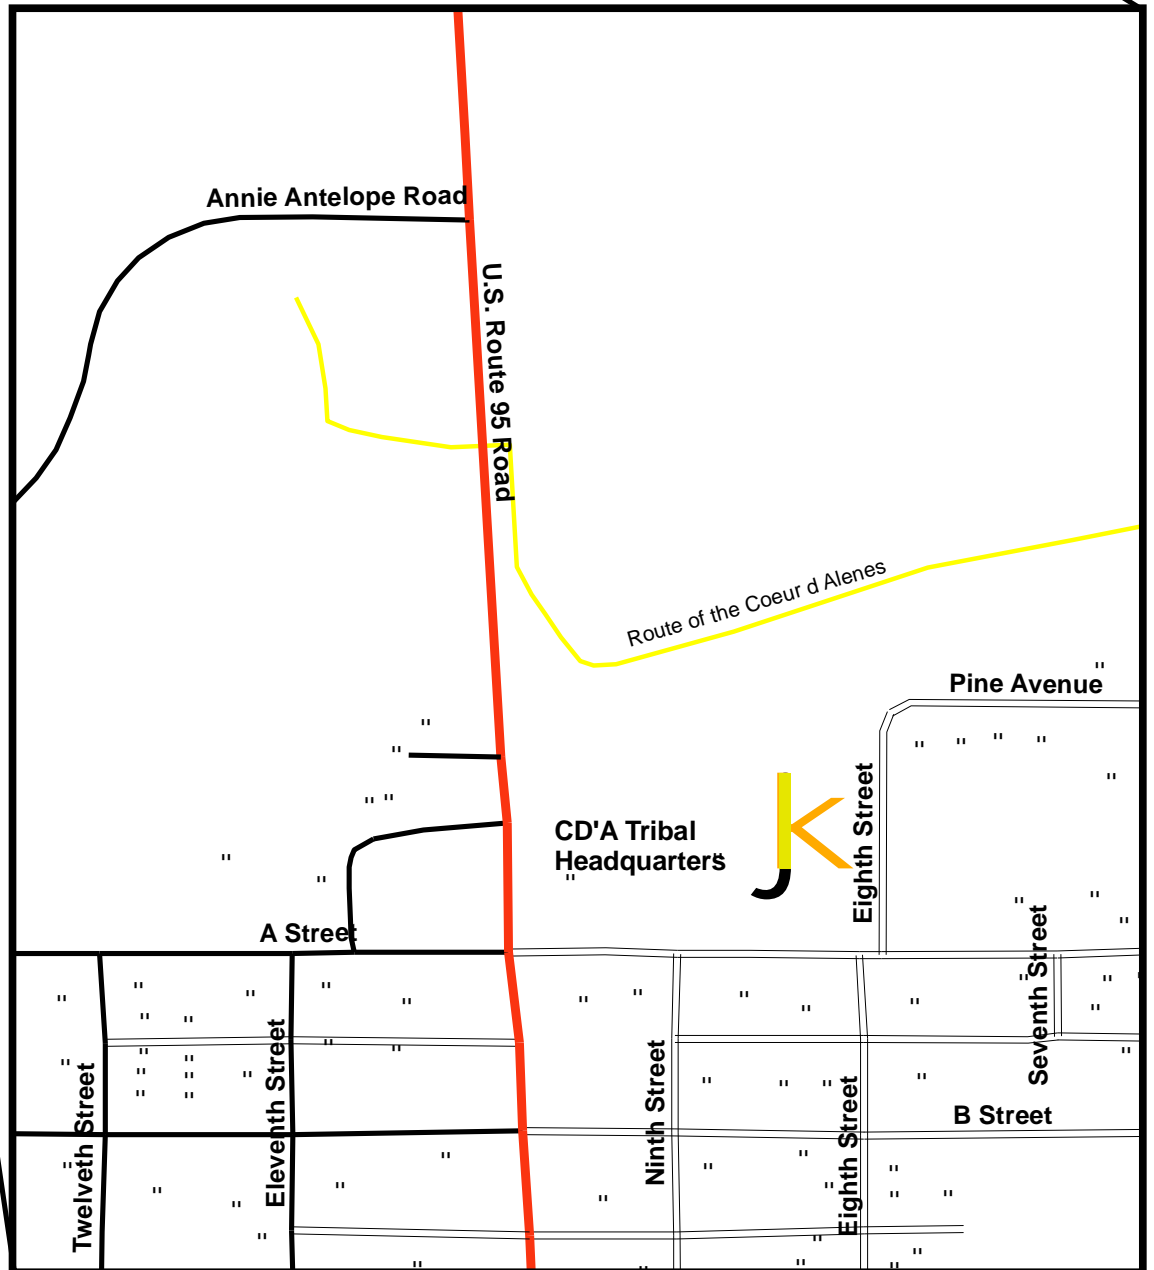 Annie Antelope Road
U.S. Route 95 Road
Route of the Coeur d Alenes
Pine Avenue
Eighth Street
CD'A Tribal
Headquarters
JK
A Street
Seventh Street
Eleventh Street
Ninth Street
Twelveth Street
Eighth Street
B Street